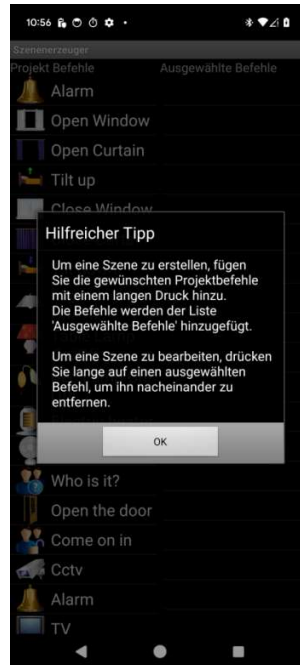 10:56
Szenenerzeuger
Projekt Befehle
Ausgewählte Befehle
Alarm
Open Window
Open Curtain
Tilt up
Close Window
Hilfreicher Tipp
Um eine Szene zu erstellen, fügen
Sie die gewünschten Projektbefehle
mit einem langen Druck hinzu.
Die Befehle werden der Liste
'Ausgewählte Befehle' hinzugefügt.
Um eine Szene zu bearbeiten, drücken
Sie lange auf einen ausgewählten
Befehl, um ihn nacheinander zu
entfernen.
OK
Who is it?
Open the door
Come on in
Cctv
Alarm
TV